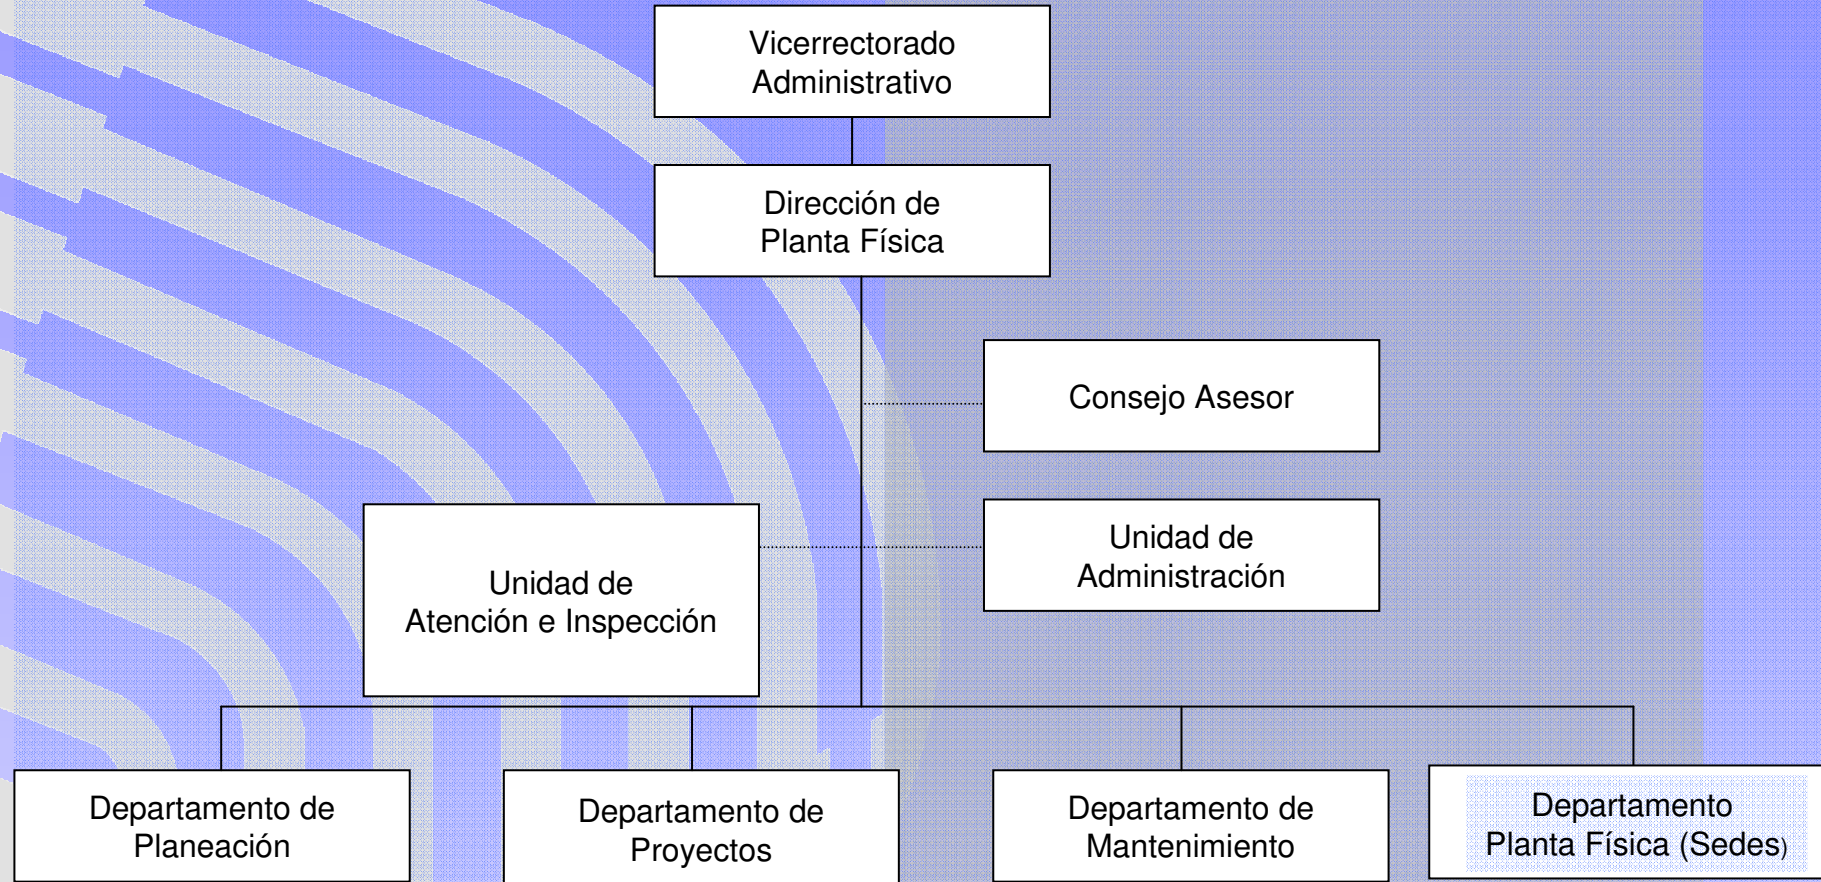 Vicerrectorado
Administrativo
Dirección de
Planta Física
Consejo Asesor
Unidad de
Administración
Unidad de
Atención e Inspección
Departamento de
Planeación
Departamento de
Proyectos
Departamento de
Mantenimiento
Departamento
Planta Física (Sedes)